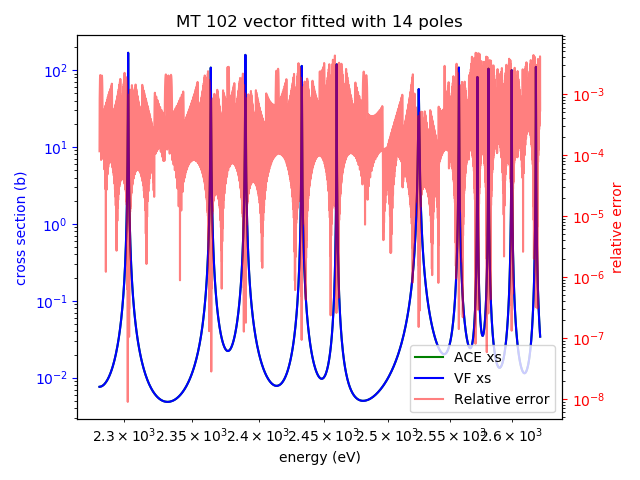 MT 102 vector fitted with 14 poles
10²
10¹
10⁰
10⁻¹
10⁻²
cross section (b)
10⁻³
10⁻⁴
10⁻⁵
10⁻⁶
10⁻⁷
10⁻⁸
relative error
ACE xs
VF xs
Relative error
2.3 × 10³ 2.35 × 10³ 2.4 × 10³ 2.45 × 10³ 2.5 × 10³ 2.55 × 10³ 2.6 × 10³
energy (eV)